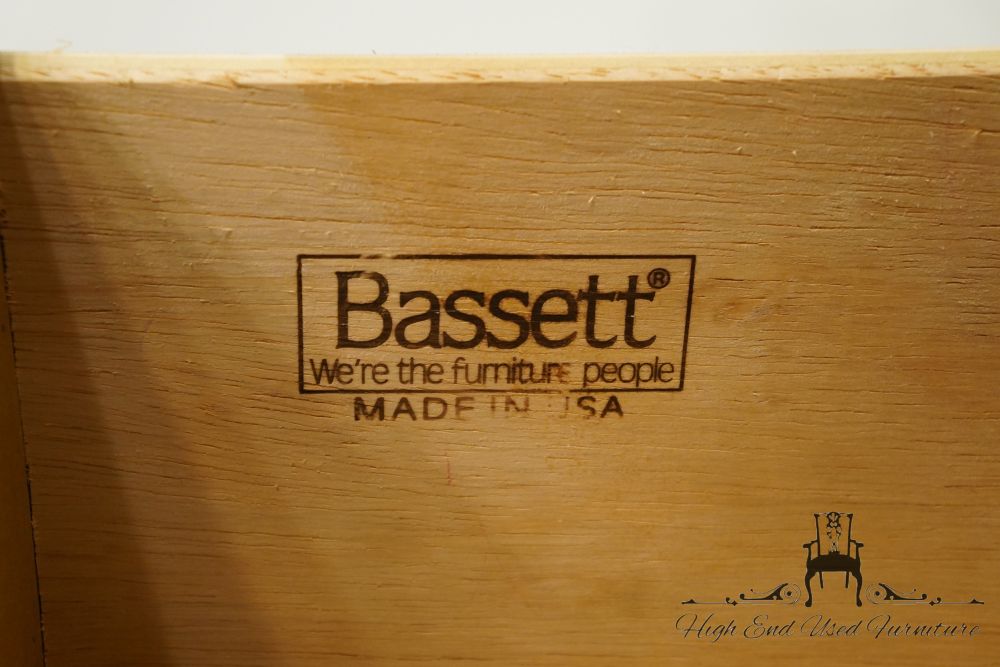 Bassett®
We're the furniture people
MADE IN USA
High End Used Furniture